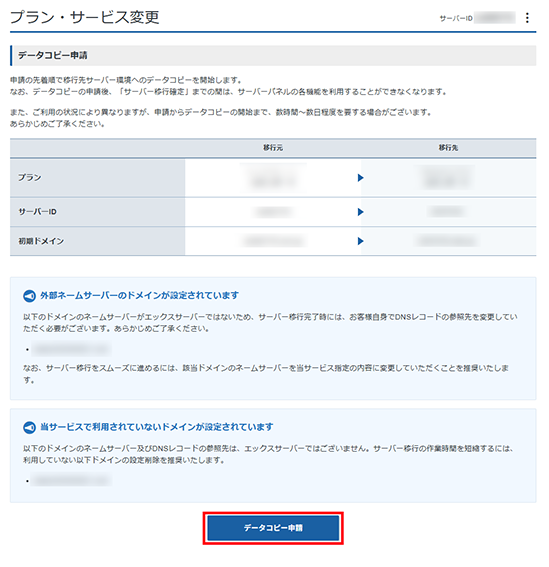 プラン・サービス変更
サーバーID
データコピー申請
申請の先着順で移行先サーバー環境へのデータコピーを開始します。
なお、データコピーの申請後、「サーバー移行確定」までの間は、サーバーパネルの各機能を利用することができなくなります。
また、ご利用の状況により異なりますが、申請からデータコピーの開始まで、数時間～数日程度を要する場合がございます。
あらかじめご了承ください。
移行元
移行先
プラン
サーバーID
初期ドメイン
外部ネームサーバーのドメインが設定されています
以下のドメインのネームサーバーがエックスサーバーではないため、サーバー移行完了時には、お客様自身でDNSレコードの参照先を変更してい
ただく必要がございます。あらかじめご了承ください。
なお、サーバー移行をスムーズに進めるには、該当ドメインのネームサーバーを当サービス指定の内容に変更していただくことを推奨いたしま
す。
当サービスで利用されていないドメインが設定されています
以下のドメインのネームサーバー及びDNSレコードの参照先は、エックスサーバーではございません。サーバー移行の作業時間を短縮するには、
利用していない以下ドメインの設定削除を推奨いたします。
データコピー申請